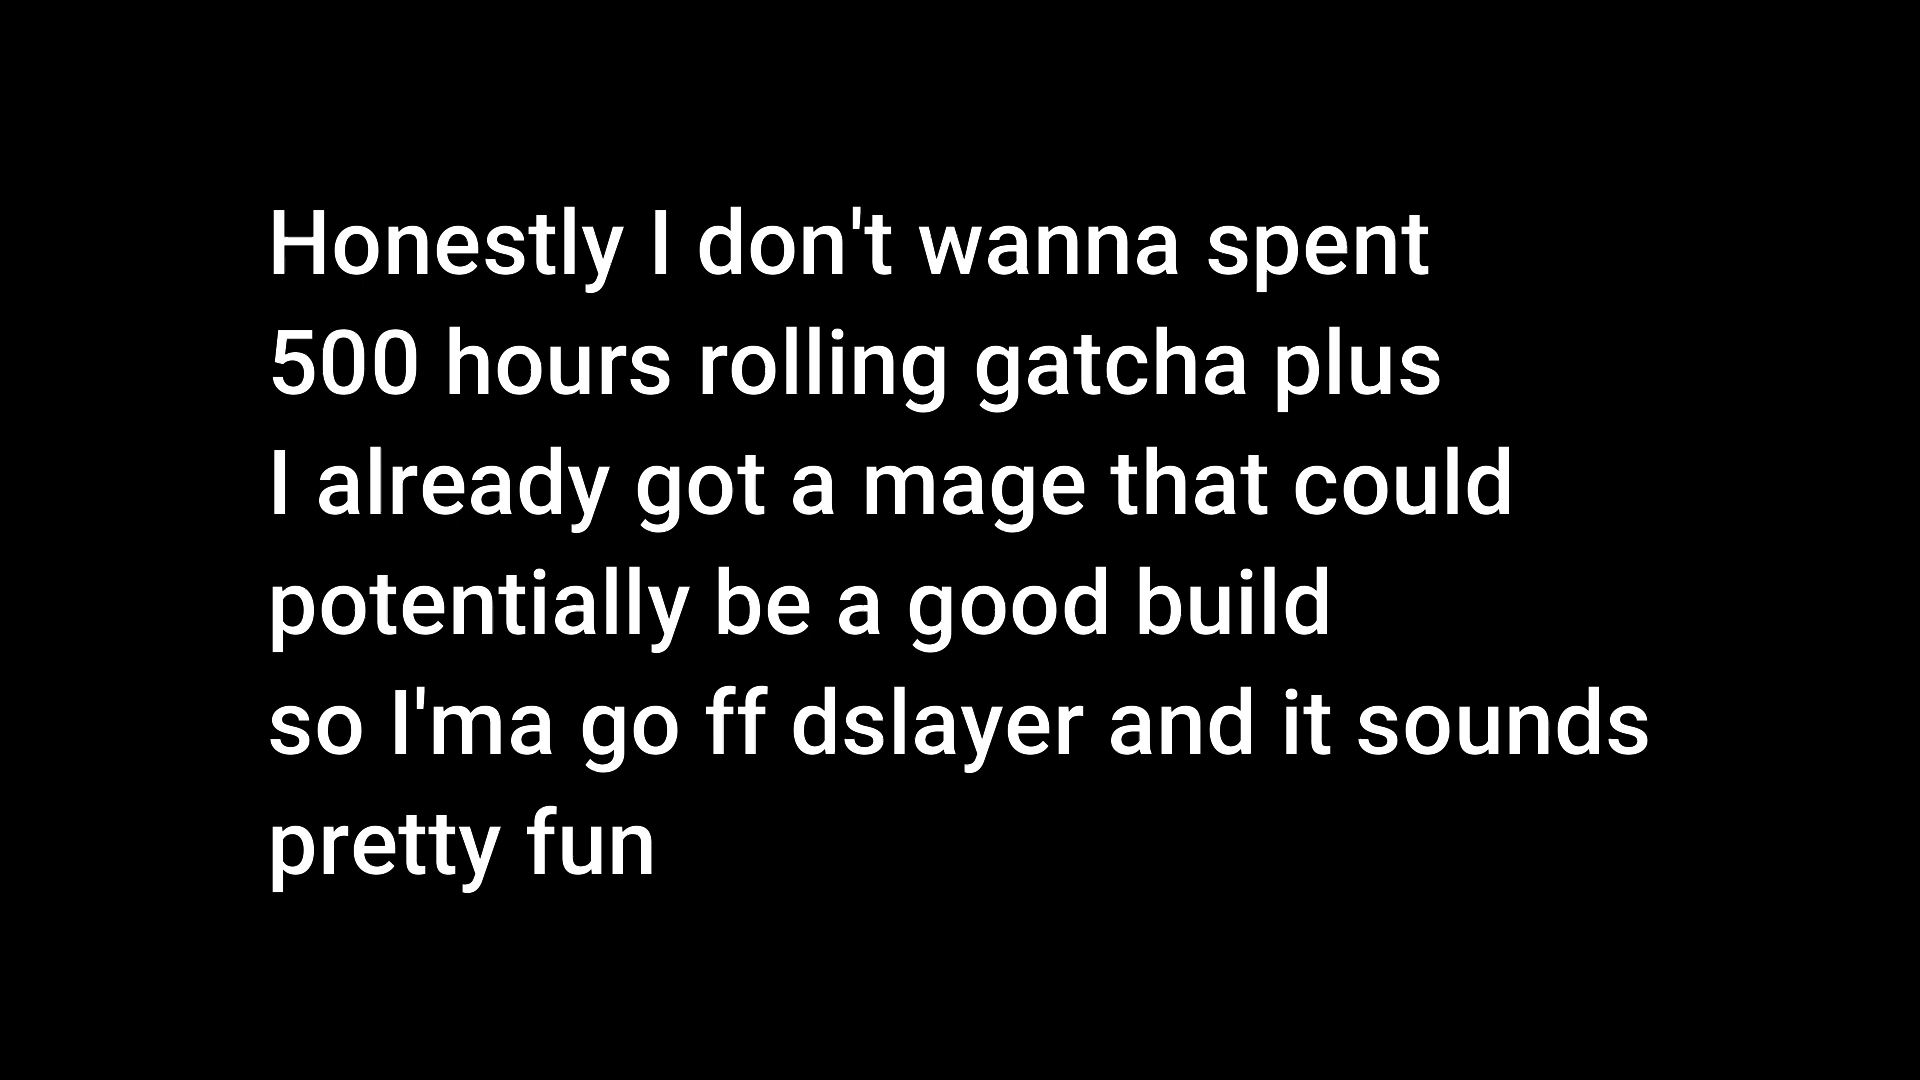 Honestly I don't wanna spent
500 hours rolling gatcha plus
I already got a mage that could
potentially be a good build
so I'ma go ff dslayer and it sounds
pretty fun